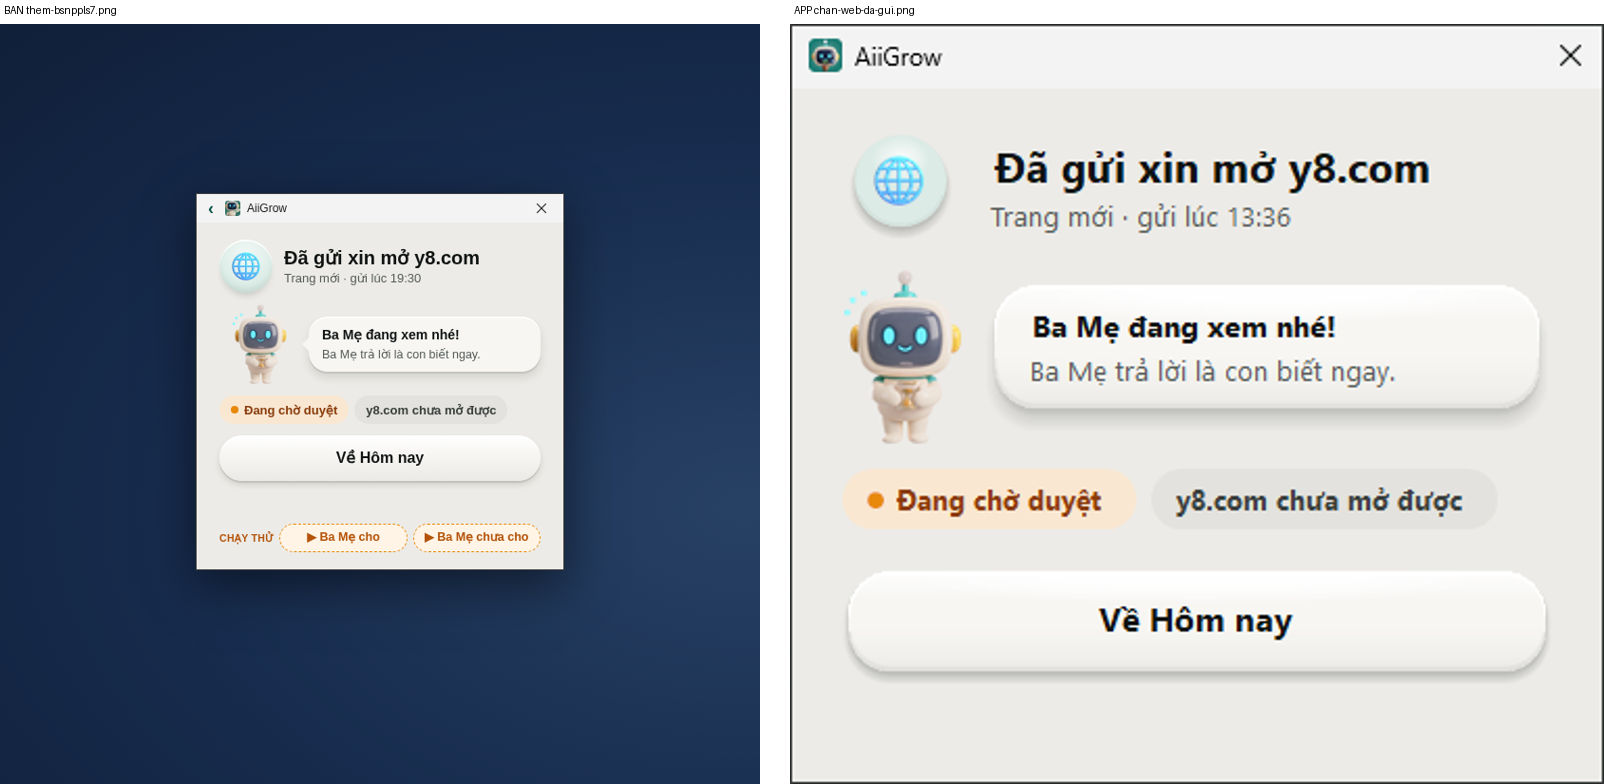 BAN them-bsnppls7.png
AiiGrow
Đã gửi xin mở y8.com
Trang mới · gửi lúc 19:30
Ba Mẹ đang xem nhé!
Ba Mẹ trả lời là con biết ngay.
Đang chờ duyệt
y8.com chưa mở được
Về Hôm nay
CHẠY THỬ
▶ Ba Mẹ cho
▶ Ba Mẹ chưa cho
APP chan-web-da-gui.png
AiiGrow
Đã gửi xin mở y8.com
Trang mới · gửi lúc 13:36
Ba Mẹ đang xem nhé!
Ba Mẹ trả lời là con biết ngay.
Đang chờ duyệt
y8.com chưa mở được
Về Hôm nay